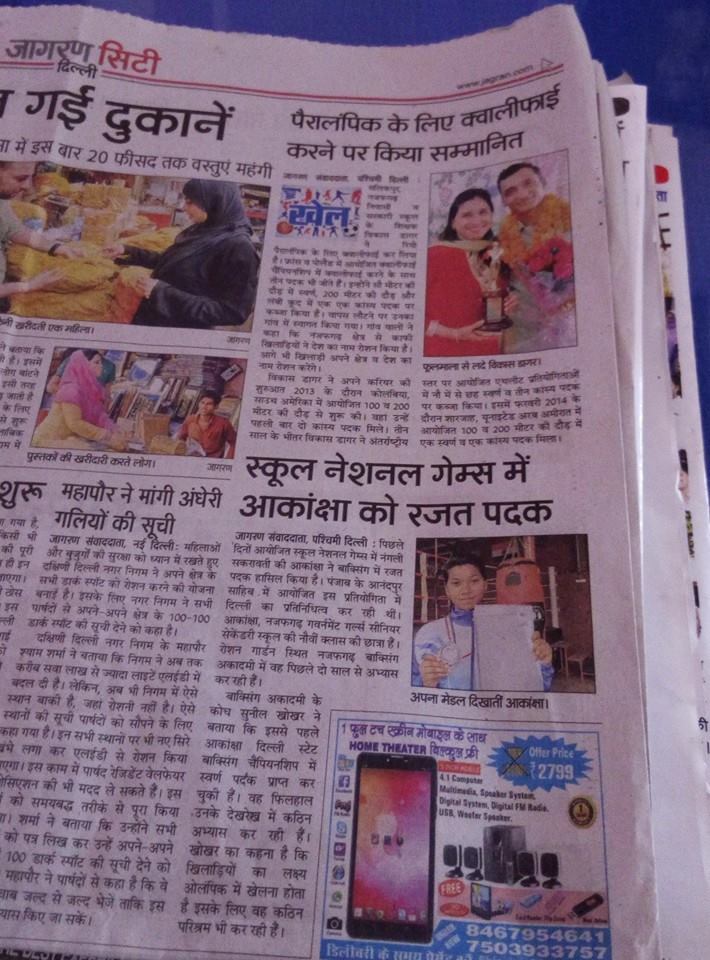 जागरण सिटी
दिल्ली
www.jagran.com
गई दुकानें
में इस बार 20 फीसद तक वस्तुएं महंगी
खरीदती एक महिला।
जागरण
पुस्तकों की खरीदारी करते लोग।
जागरण
पैरालंपिक के लिए क्वालीफाई
करने पर किया सम्मानित
जागरण संवाददाता, पश्चिमी दिल्ली :
खेल
नजफगढ़
निवासी व
सरकारी स्कूल
के शिक्षक
विकास डागर
ने रियो
पैरालंपिक के लिए क्वालीफाई कर लिया
है। फ्रांस व पोलैंड में आयोजित क्वालीफाई
चैंपियनशिप में क्वालीफाई करने के साथ
तीन पदक भी जीते हैं। इन्होंने सौ मीटर की
दौड़ में स्वर्ण, 200 मीटर की दौड़ और
लंबी कूद में एक एक कांस्य पदक पर
कब्जा किया है। वापस लौटने पर उनका
गांव में स्वागत किया गया। गांव वालों ने
कहा कि नजफगढ़ क्षेत्र से काफी
खिलाड़ियों ने देश का नाम रोशन किया है।
आगे भी खिलाड़ी अपने क्षेत्र व देश का
नाम रोशन करेंगे।
विकास डागर ने अपने करियर की
शुरुआत 2013 के दौरान कोलंबिया,
साउथ अमेरिका में आयोजित 100 व 200
मीटर की दौड़ से शुरू की। वहां उन्हें
पहली बार दो कांस्य पदक मिले। तीन
साल के भीतर विकास डागर ने अंतर्राष्ट्रीय
फूलमाला से लदे विकास डागर।
स्तर पर आयोजित एथलीट प्रतियोगिताओं
में नौ में से छह स्वर्ण व तीन कांस्य पदक
पर कब्जा किया। इसमें फरवरी 2014 के
दौरान शारजाह, यूनाइटेड अरब अमीरात में
आयोजित 100 व 200 मीटर की दौड़ में
एक स्वर्ण व एक कांस्य पदक मिला।
शुरू
महापौर ने मांगी अंधेरी
गलियों की सूची
जागरण संवाददाता, नई दिल्ली : महिलाओं
और बुजुर्गों की सुरक्षा को ध्यान में रखते हुए
दक्षिणी दिल्ली नगर निगम ने अपने क्षेत्र के
सभी डार्क स्पॉट को रोशन करने की योजना
बनाई है। इसके लिए नगर निगम ने सभी
पार्षदों से अपने-अपने क्षेत्र के 100-100
डार्क स्पॉट की सूची देने को कहा है।
दक्षिणी दिल्ली नगर निगम के महापौर
श्याम शर्मा ने बताया कि निगम ने अब तक
करीब सवा लाख से ज्यादा लाइटें एलईडी में
बदल दी है। लेकिन, अब भी निगम में ऐसे
स्थान बाकी है, जहां रोशनी नहीं है। ऐसे
स्थानों की सूची पार्षदों को सौंपने के लिए
कहा गया है। इन सभी स्थानों पर भी नए सिरे
खंभे लगा कर एलईडी से रोशन किया
जाएगा। इस काम में पार्षद रेजिडेंट वेलफेयर
एसोसिएशन की भी मदद ले सकते हैं। इस
को समयबद्ध तरीके से पूरा किया
शर्मा ने बताया कि उन्होंने सभी
को पत्र लिख कर उन्हें अपने-अपने
100 डार्क स्पॉट की सूची देने को
महापौर ने पार्षदों से कहा है कि वे
जवाब जल्द से जल्द भेजें ताकि इस
प्रयास किए जा सकें।
स्कूल नेशनल गेम्स में
आकांक्षा को रजत पदक
जागरण संवाददाता, पश्चिमी दिल्ली : पिछले
दिनों आयोजित स्कूल नेशनल गेम्स में नंगली
सकरावती की आकांक्षा ने बाक्सिंग में रजत
पदक हासिल किया है। पंजाब के आनंदपुर
साहिब में आयोजित इस प्रतियोगिता में
दिल्ली का प्रतिनिधित्व कर रही थी।
आकांक्षा, नजफगढ़ गवर्नमेंट गर्ल्स सीनियर
सेकेंडरी स्कूल की नौवीं क्लास की छात्रा हैं।
रोशन गार्डन स्थित नजफगढ़ बाक्सिंग
अकादमी में वह पिछले दो साल से अभ्यास
कर रही हैं।
बाक्सिंग अकादमी के
कोच सुनील खोखर ने
बताया कि इससे पहले
आकांक्षा दिल्ली स्टेट
बाक्सिंग चैंपियनशिप में
स्वर्ण पदक प्राप्त कर
चुकी है। वह फिलहाल
उनके देखरेख में कठिन
अभ्यास कर रही हैं।
खोखर का कहना है कि
खिलाड़ियों का लक्ष्य
ओलंपिक में खेलना होता
है इसके लिए वह कठिन
परिश्रम भी कर रही हैं।
अपना मेडल दिखातीं आकांक्षा।
1 फुल टच स्क्रीन मोबाइल के साथ
HOME THEATER बिल्कुल फ्री
Offer Price
₹ 2799
4.1 Computer
Multimedia, Speaker System,
Digital System, Digital FM Radio,
USB, Woofer Speaker.
FREE
8467954641
7503933757
डिलीवरी के समय पेमेंट करें